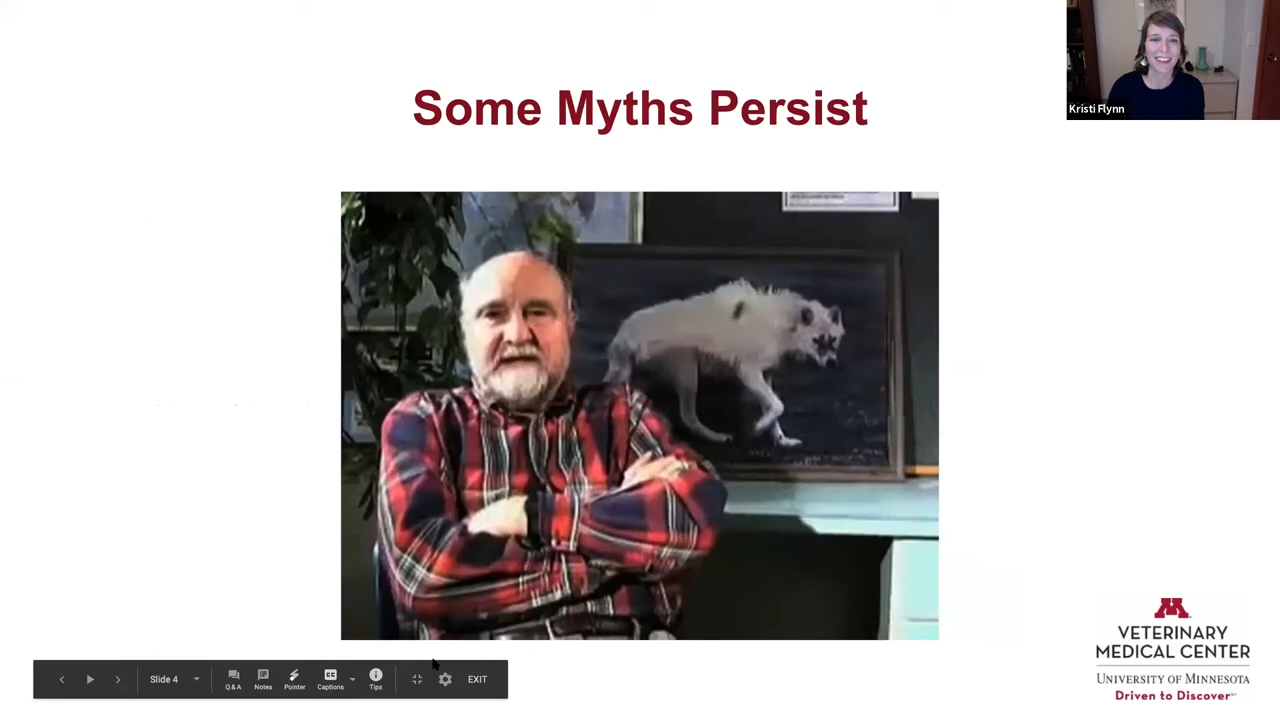 Some Myths Persist
Kristi Flynn
VETERINARY
MEDICAL CENTER
UNIVERSITY OF MINNESOTA
Driven to Discover℠
Slide 4
Q&A
Notes
Pointer
Captions
Tips
EXIT